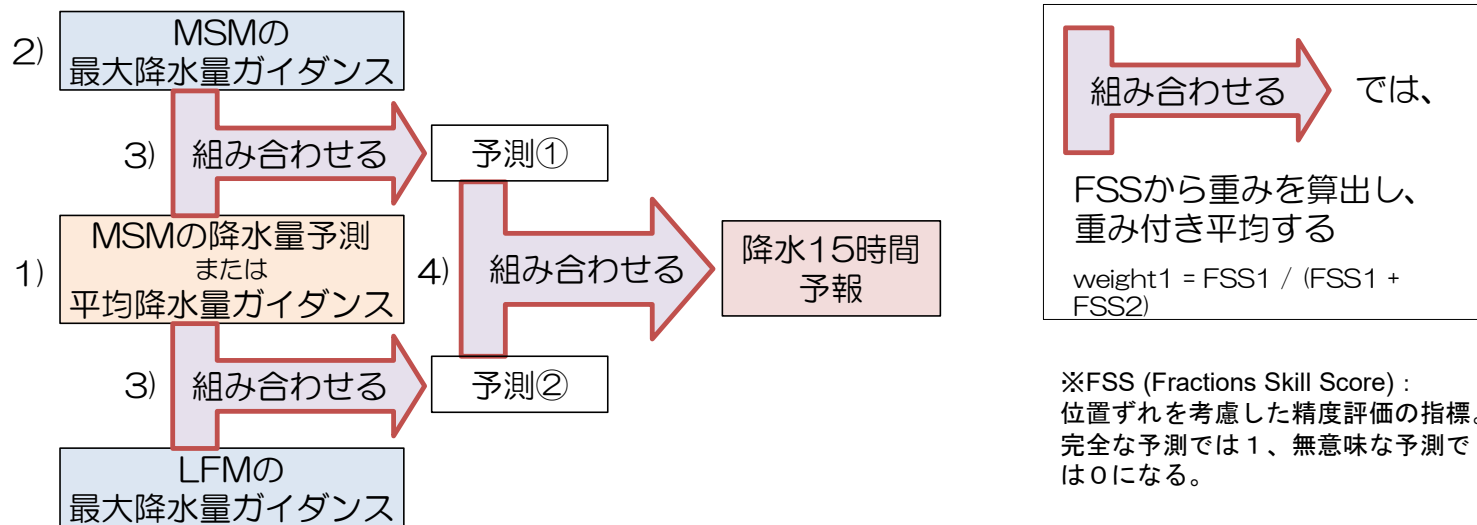 2)
MSMの
最大降水量ガイダンス
3)
組み合わせる
予測①
1)
MSMの降水量予測
または
平均降水量ガイダンス
4)
組み合わせる
降水15時間
予報
3)
組み合わせる
予測②
LFMの
最大降水量ガイダンス
組み合わせる
では、
FSSから重みを算出し、
重み付き平均する
weight1 = FSS1 / (FSS1 +
FSS2)
※FSS (Fractions Skill Score) :
位置ずれを考慮した精度評価の指標。
完全な予測では１、無意味な予測で
は０になる。